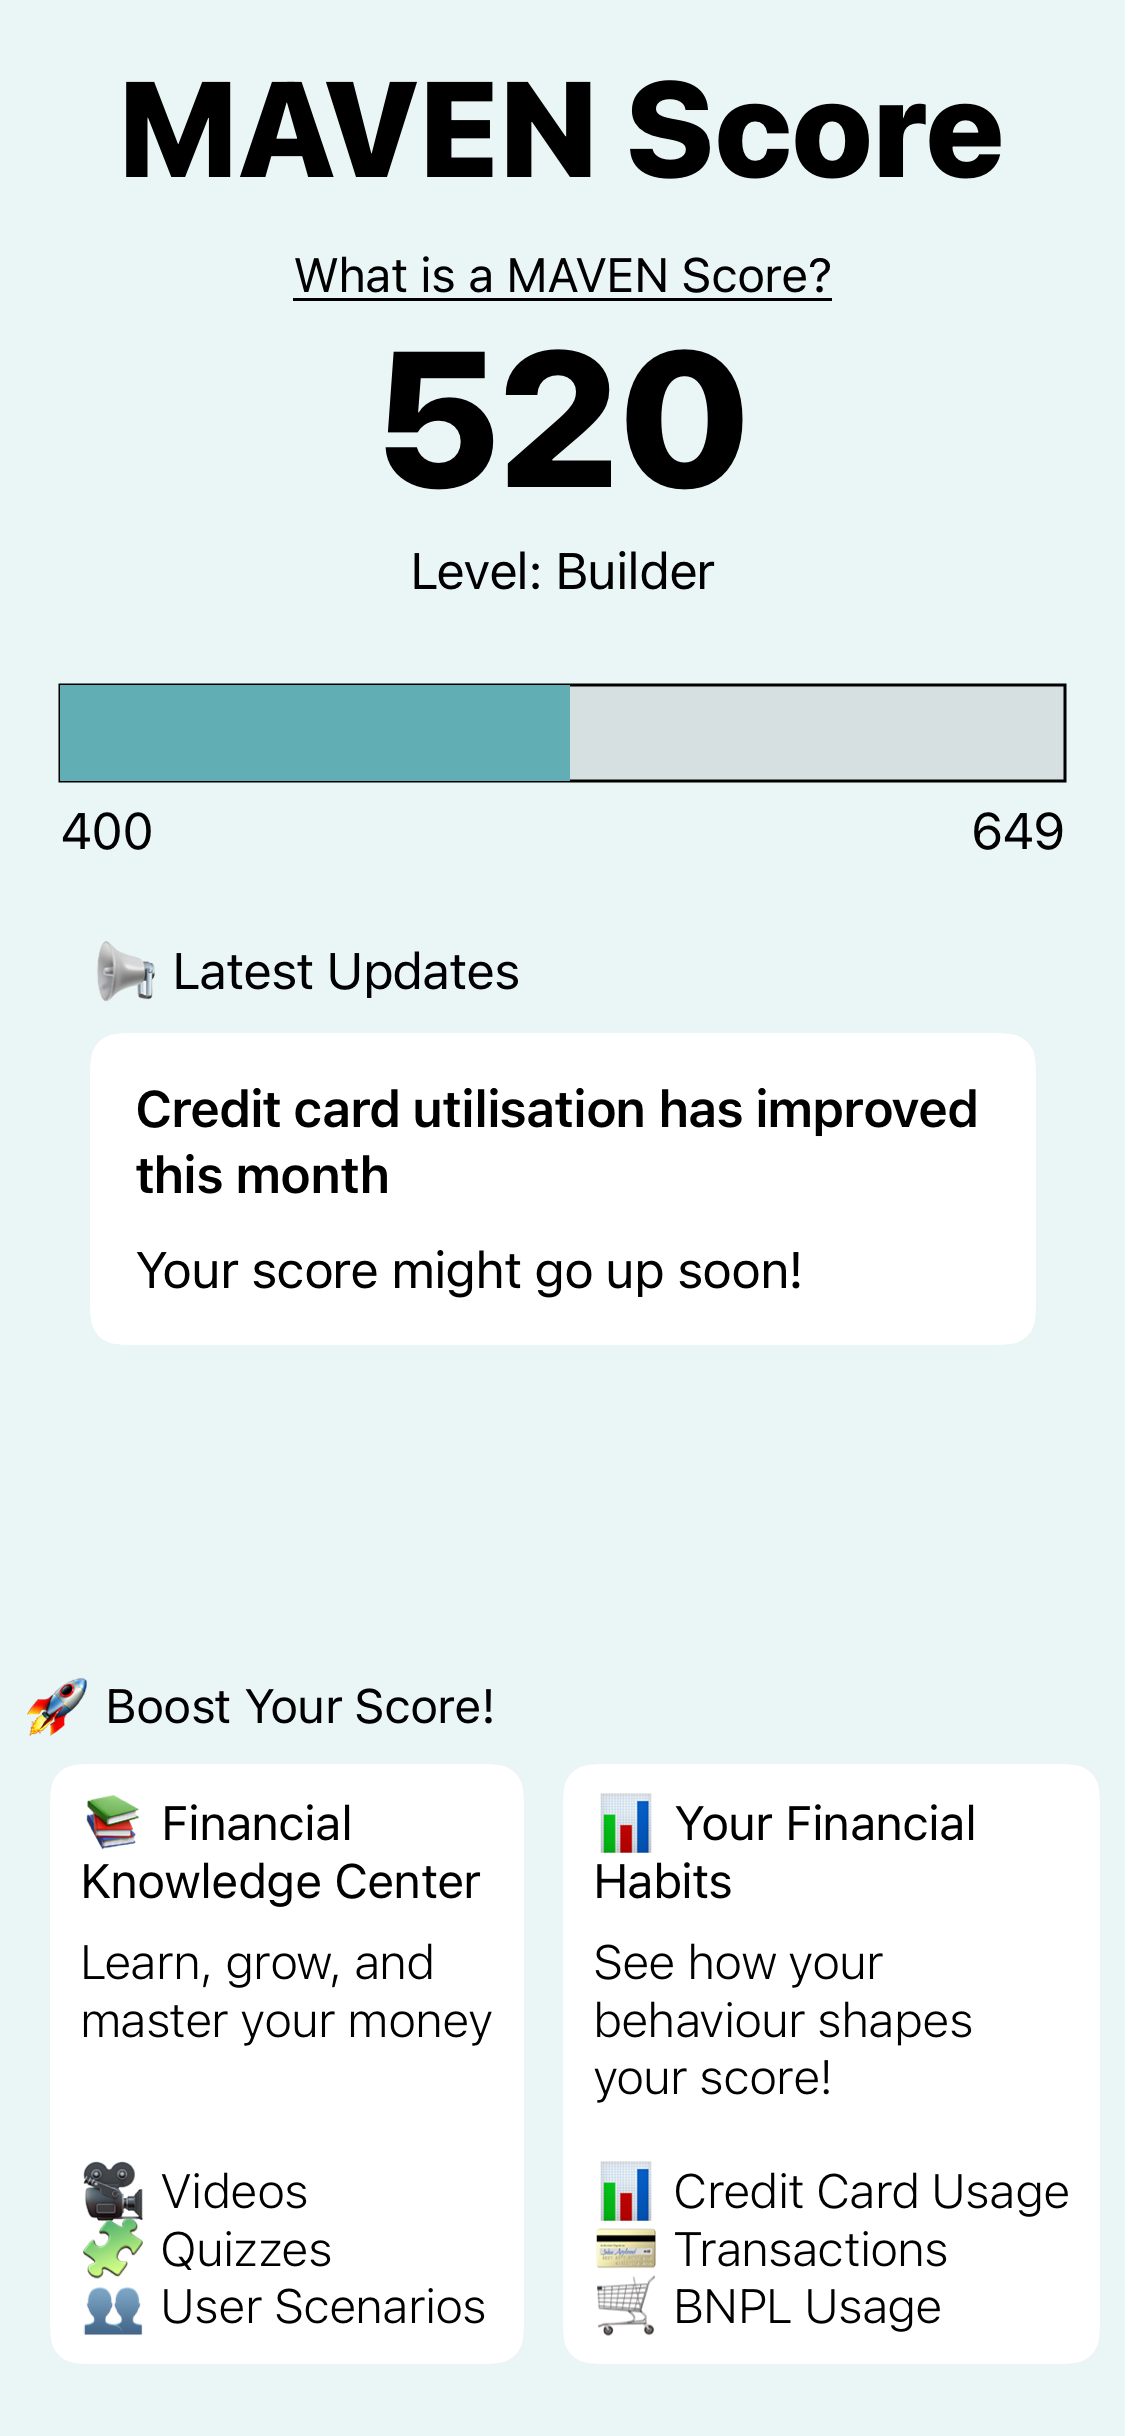 MAVEN Score
What is a MAVEN Score?
520
Level: Builder
400
649
Latest Updates
Credit card utilisation has improved
this month
Your score might go up soon!
Boost Your Score!
Financial
Knowledge Center
Learn, grow, and
master your money
Videos
Quizzes
User Scenarios
Your Financial
Habits
See how your
behaviour shapes
your score!
Credit Card Usage
Transactions
BNPL Usage